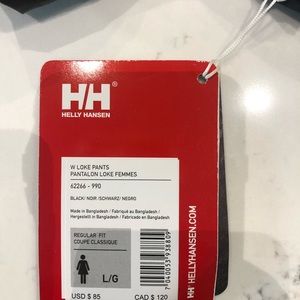 HH
HELLY HANSEN
W LOKE PANTS
PANTALON LOKE FEMMES
62266 - 990
BLACK/ NOIR /SCHWARZ/ NEGRO
Made in Bangladesh / Fabriqué au Bangladesh /
Hergestellt in Bangladesh / Fabricado en Bangladesh
REGULAR FIT
COUPE CLASSIQUE
L/G
USD $ 85
CAD $ 120
7040055938809
HELLYHANSEN.COM